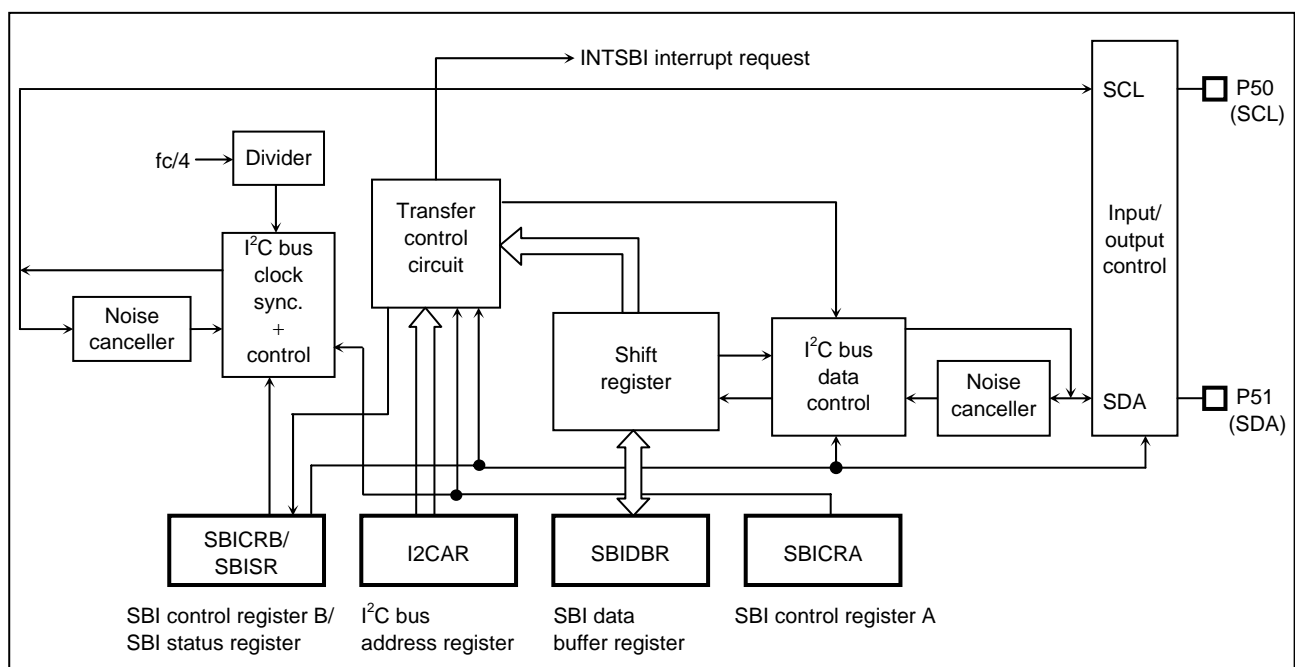 INTSBI interrupt request
SCL
P50
(SCL)
fc/4
Divider
Transfer
control
circuit
Input/
output
control
I²C bus
clock
sync.
+
control
Noise
canceller
Shift
register
I²C bus
data
control
Noise
canceller
SDA
P51
(SDA)
SBICRB/
SBISR
I2CAR
SBIDBR
SBICRA
SBI control register B/
SBI status register
I²C bus
address register
SBI data
buffer register
SBI control register A